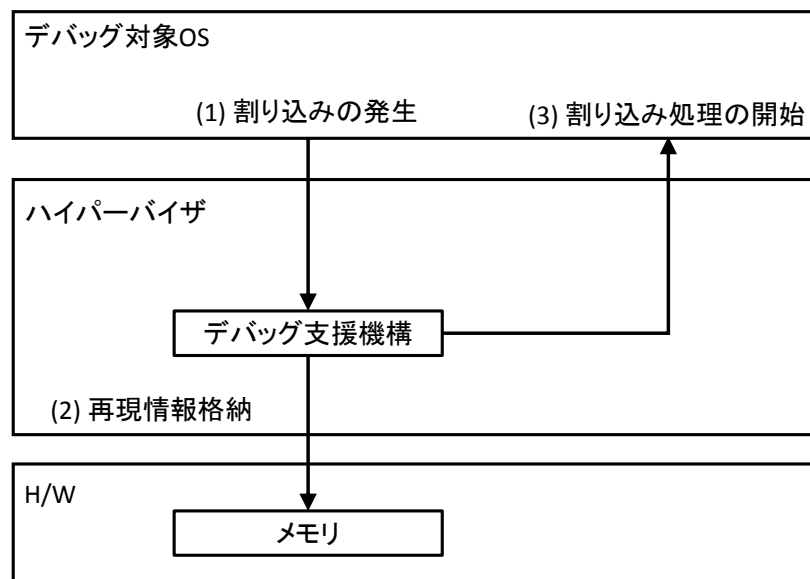 デバッグ対象OS
(1) 割り込みの発生
(3) 割り込み処理の開始
ハイパーバイザ
デバッグ支援機構
(2) 再現情報格納
H/W
メモリ